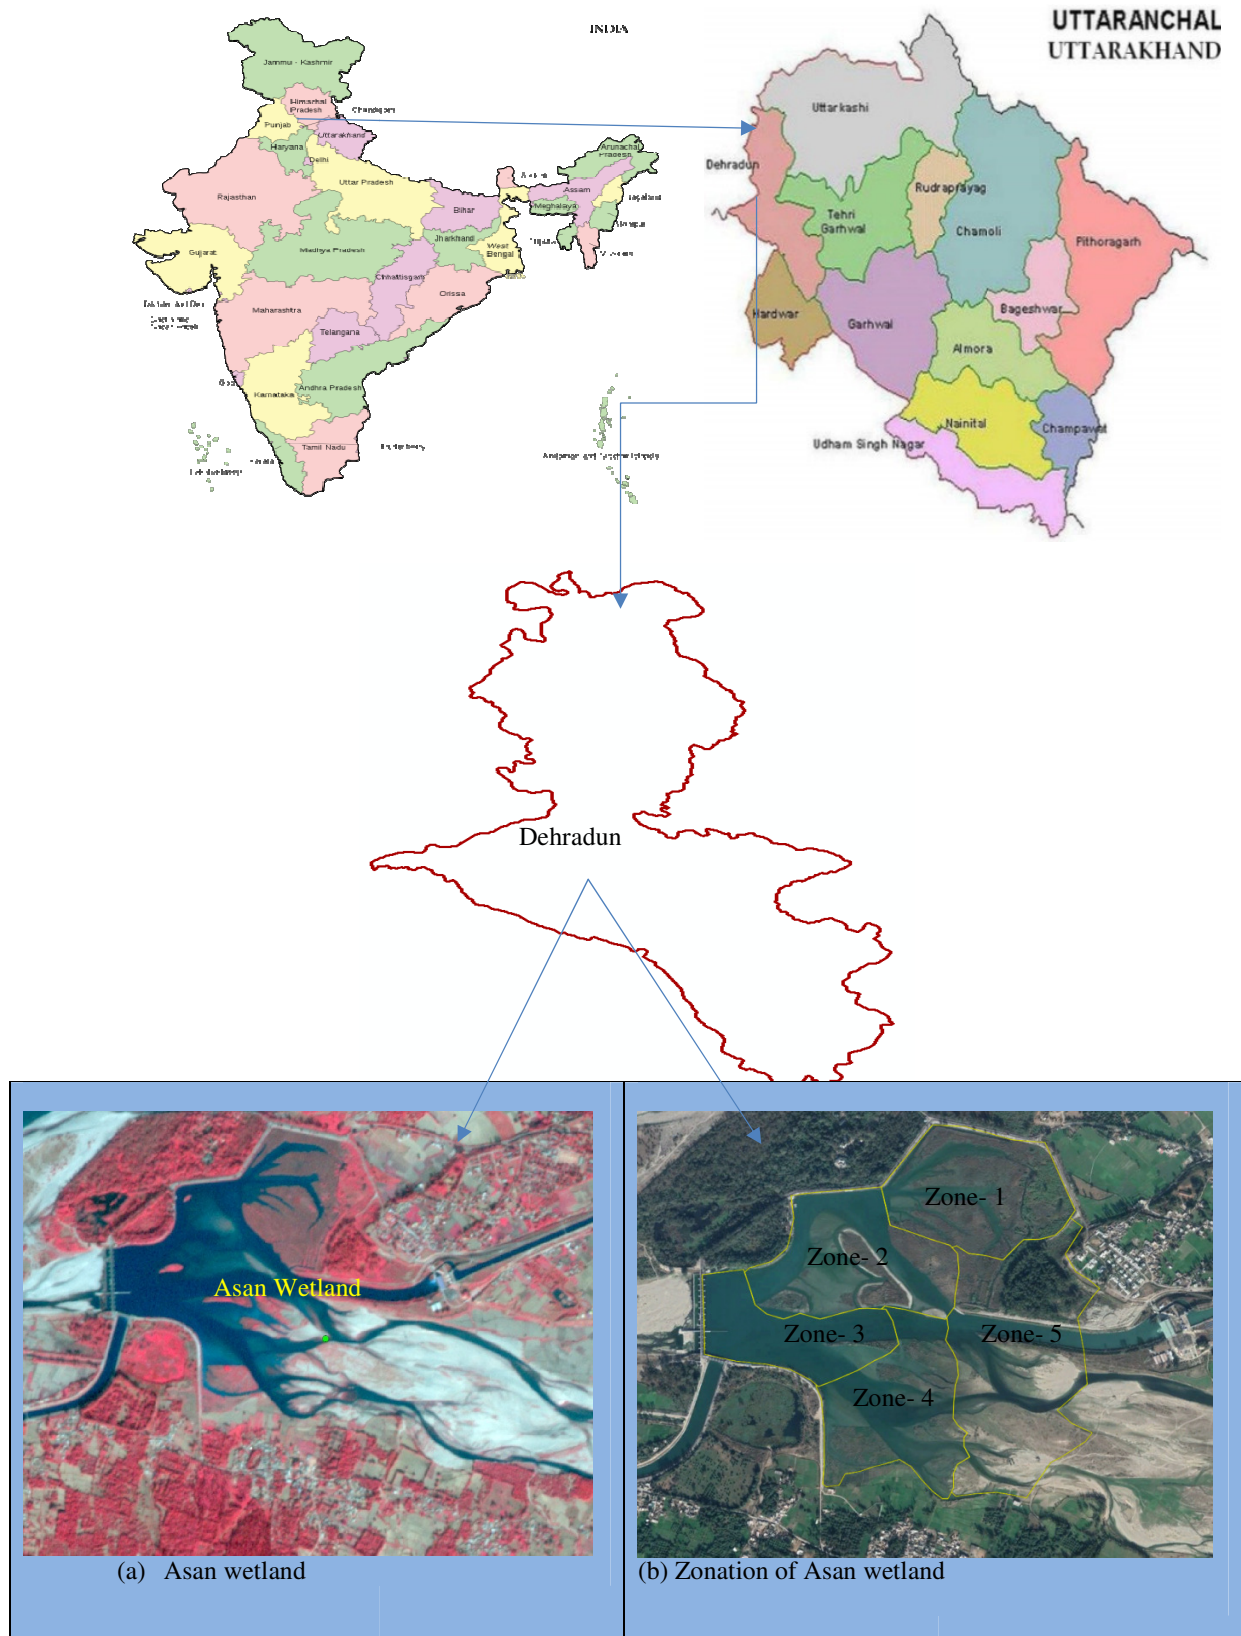 INDIA
Jammu - Kashmir
Himachal
Pradesh
Chandigarh
Punjab
Uttarakhand
Haryana
Delhi
Rajasthan
Uttar Pradesh
Arunachal
Pradesh
Assam
Meghalaya
Bihar
Jharkhand
West
Bengal
Gujarat
Madhya Pradesh
Chhattisgarh
Orissa
Maharashtra
Telangana
Goa
Karnataka
Andhra Pradesh
Tamil Nadu
Kerala
UTTARANCHAL
UTTARAKHAND
Uttarkashi
Dehradun
Rudraprayag
Tehri
Garhwal
Chamoli
Pithoragarh
Hardwar
Garhwal
Bageshwar
Almora
Nainital
Champawat
Udham Singh Nagar
Dehradun
Asan Wetland
Zone- 1
Zone- 2
Zone- 3
Zone- 5
Zone- 4
(a) Asan wetland
(b) Zonation of Asan wetland